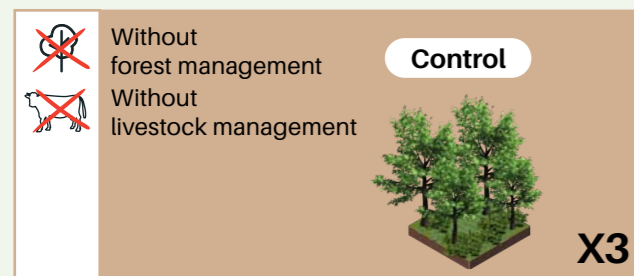 Without
forest management
Without
livestock management
Control
X3